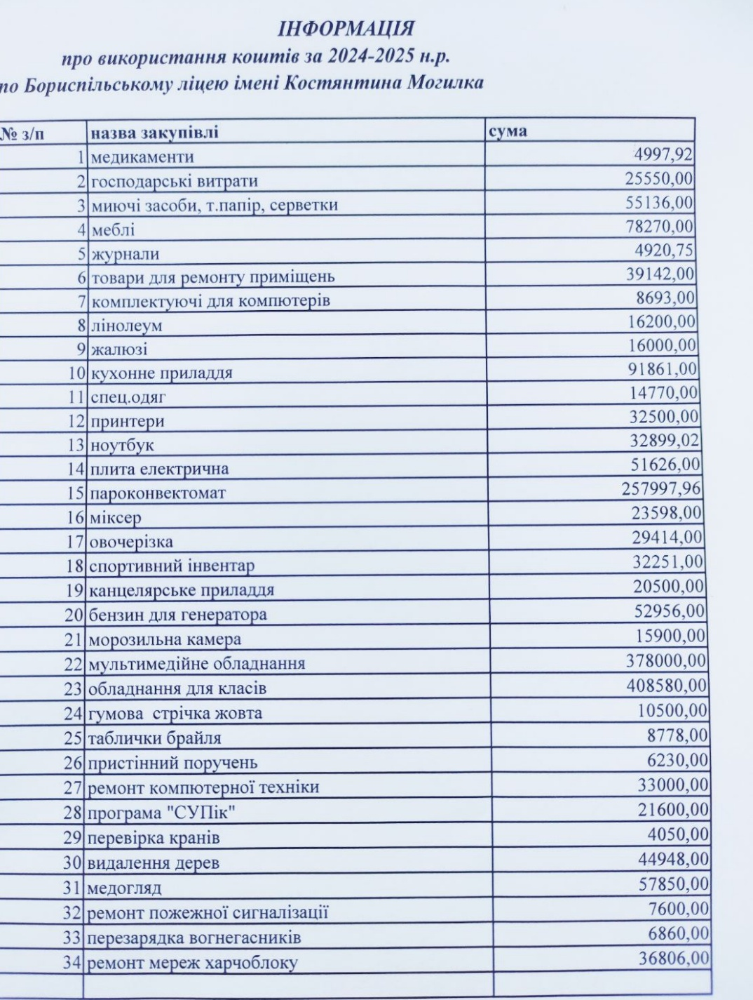 ІНФОРМАЦІЯ
про використання коштів за 2024-2025 н.р.
по Бориспільському ліцею імені Костянтина Могилка
№ з/п назва закупівлі сума
1 медикаменти 4997,92
2 господарські витрати 25550,00
3 миючі засоби, т.папір, серветки 55136,00
4 меблі 78270,00
5 журнали 4920,75
6 товари для ремонту приміщень 39142,00
7 комплектуючі для компютерів 8693,00
8 лінолеум 16200,00
9 жалюзі 16000,00
10 кухонне приладдя 91861,00
11 спец.одяг 14770,00
12 принтери 32500,00
13 ноутбук 32899,02
14 плита електрична 51626,00
15 пароконвектомат 257997,96
16 міксер 23598,00
17 овочерізка 29414,00
18 спортивний інвентар 32251,00
19 канцелярське приладдя 20500,00
20 бензин для генератора 52956,00
21 морозильна камера 15900,00
22 мультимедійне обладнання 378000,00
23 обладнання для класів 408580,00
24 гумова стрічка жовта 10500,00
25 таблички брайля 8778,00
26 пристінний поручень 6230,00
27 ремонт компютерної техніки 33000,00
28 програма "СУПік" 21600,00
29 перевірка кранів 4050,00
30 видалення дерев 44948,00
31 медогляд 57850,00
32 ремонт пожежної сигналізації 7600,00
33 перезарядка вогнегасників 6860,00
34 ремонт мереж харчоблоку 36806,00